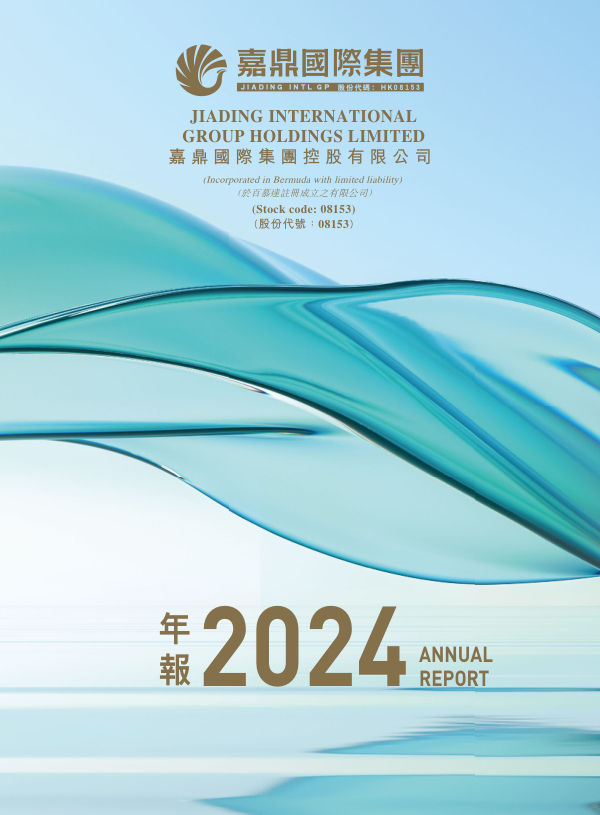 嘉鼎國際集團
JIADING INTL GP 股份代碼：HK08153
JIADING INTERNATIONAL
GROUP HOLDINGS LIMITED
嘉鼎國際集團控股有限公司
(Incorporated in Bermuda with limited liability)
（於百慕達註冊成立之有限公司）
(Stock code: 08153)
（股份代號：08153）
年報 2024 ANNUAL
REPORT